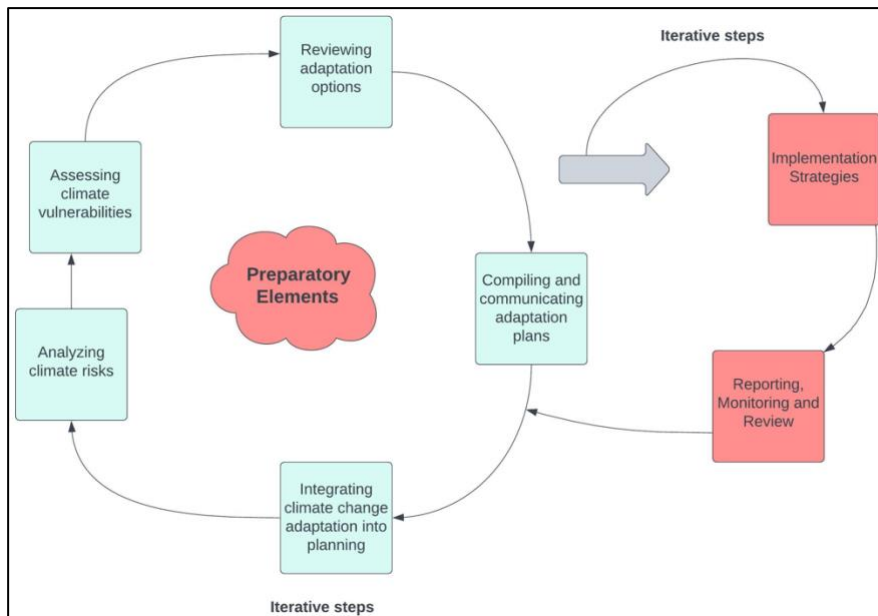 Iterative steps
Reviewing
adaptation
options
Implementation
Strategies
Assessing
climate
vulnerabilities
Preparatory
Elements
Compiling and
communicating
adaptation
plans
Analyzing
climate risks
Reporting,
Monitoring and
Review
Integrating
climate change
adaptation into
planning
Iterative steps